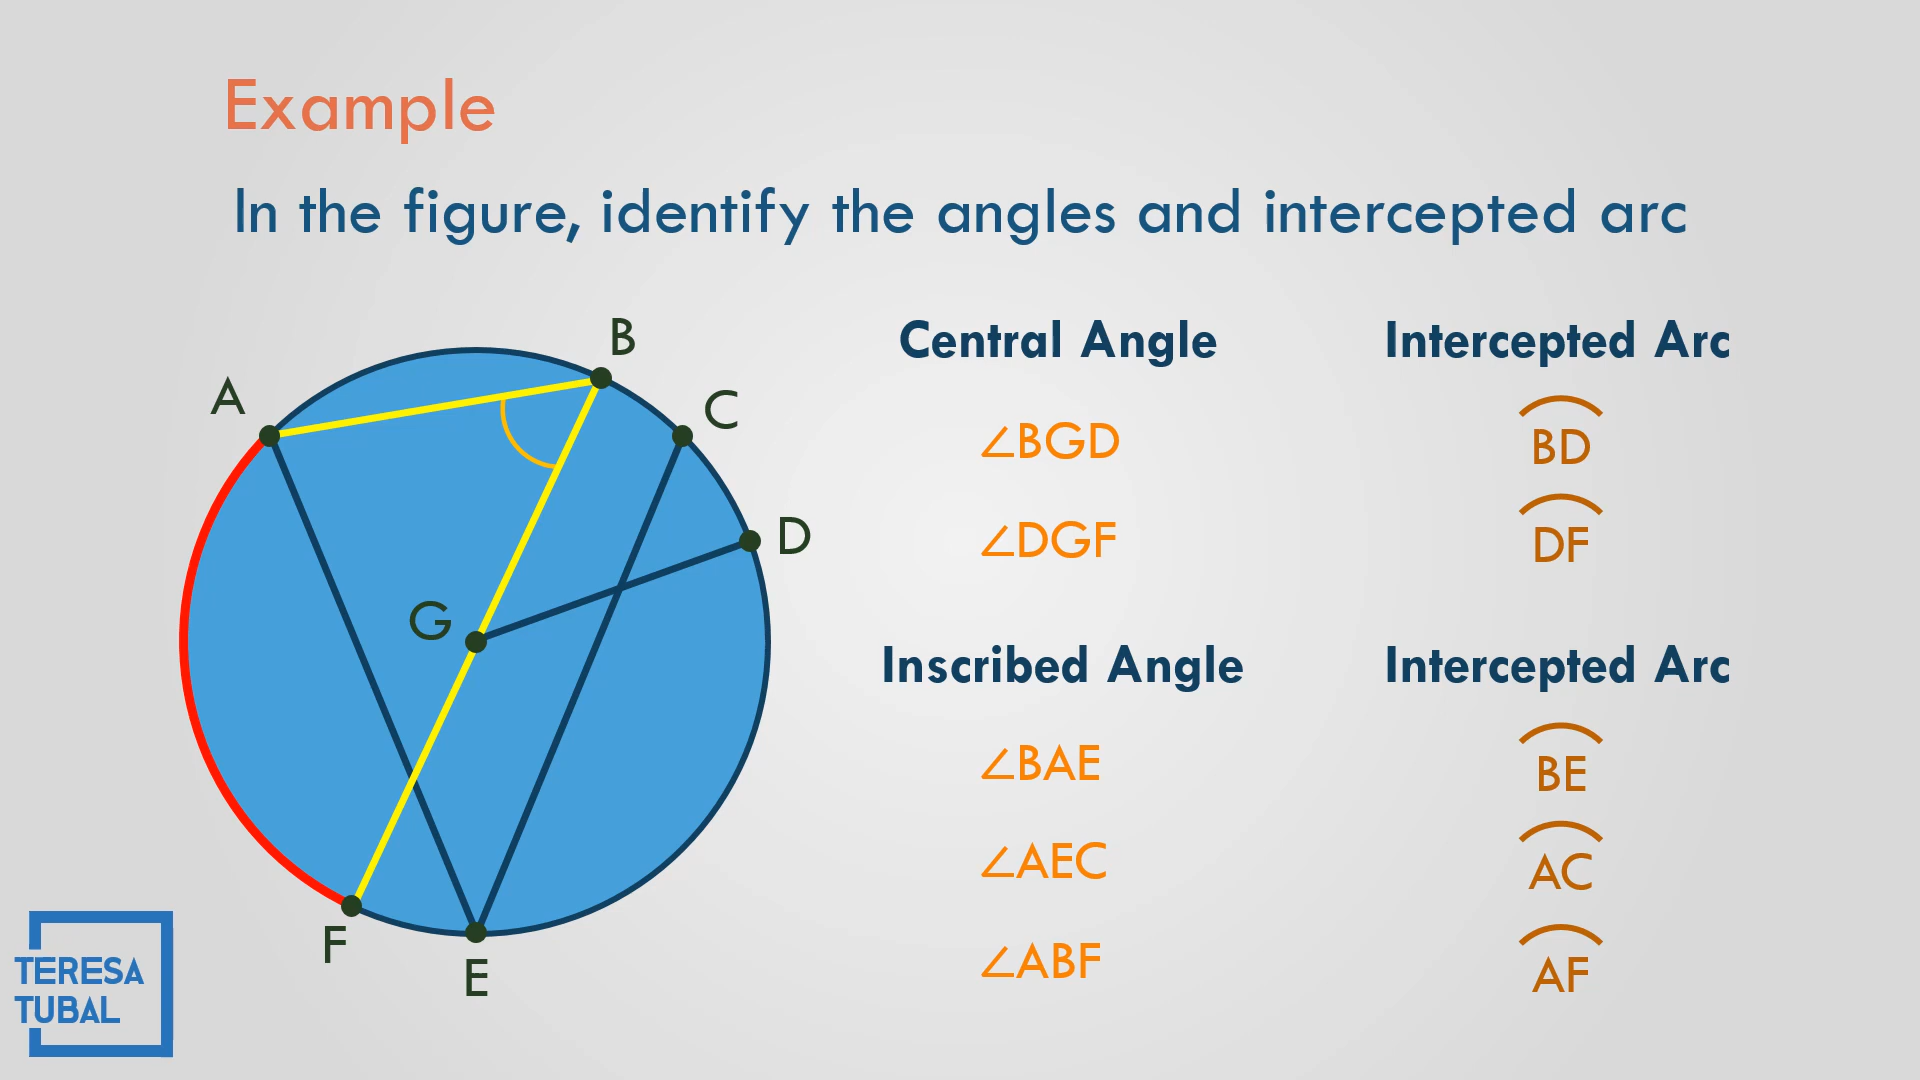 Example
In the figure, identify the angles and intercepted arc
A
B
C
D
G
F
E
Central Angle
Intercepted Arc
∠BGD
BD
∠DGF
DF
Inscribed Angle
Intercepted Arc
∠BAE
BE
∠AEC
AC
∠ABF
AF
TERESA
TUBAL